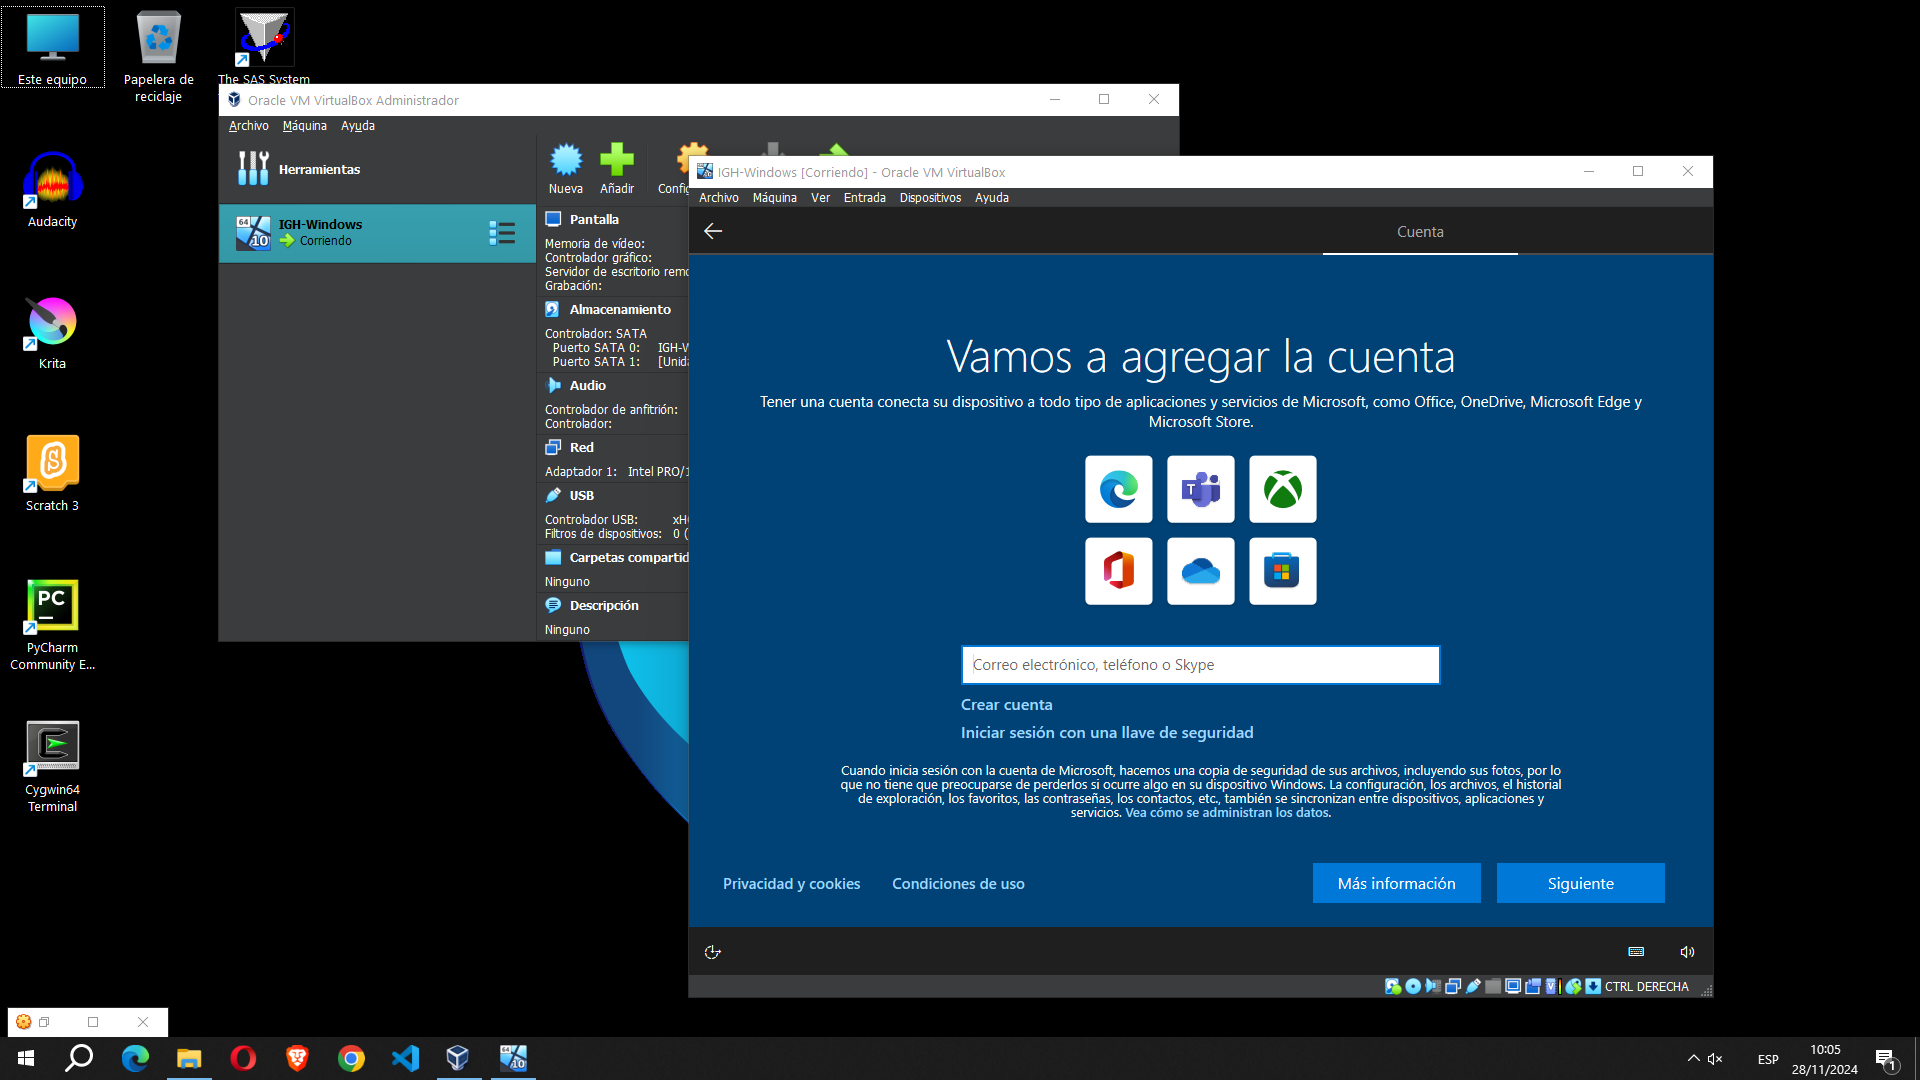 Este equipo
Papelera de
reciclaje
The SAS System
Audacity
Krita
Scratch 3
PyCharm
Community E...
Cygwin64
Terminal
Oracle VM VirtualBox Administrador
Archivo Máquina Ayuda
Herramientas
Nueva Añadir
IGH-Windows
Corriendo
Pantalla
Memoria de vídeo:
Controlador gráfico:
Servidor de escritorio
Grabación:
Almacenamiento
Controlador: SATA
Puerto SATA 0:
Puerto SATA 1:
Audio
Controlador de anfitrión:
Controlador:
Red
Adaptador 1: Intel PRO/1
USB
Controlador USB:
Filtros de dispositivos: 0 (
Carpetas compartid
Ninguno
Descripción
Ninguno
IGH-Windows [Corriendo] - Oracle VM VirtualBox
Archivo Máquina Ver Entrada Dispositivos Ayuda
Cuenta
Vamos a agregar la cuenta
Tener una cuenta conecta su dispositivo a todo tipo de aplicaciones y servicios de Microsoft, como Office, OneDrive, Microsoft Edge y
Microsoft Store.
Correo electrónico, teléfono o Skype
Crear cuenta
Iniciar sesión con una llave de seguridad
Cuando inicia sesión con la cuenta de Microsoft, hacemos una copia de seguridad de sus archivos, incluyendo sus fotos, por lo
que no tiene que preocuparse de perderlos si ocurre algo en su dispositivo Windows. La configuración, los archivos, el historial
de exploración, los favoritos, las contraseñas, los contactos, etc., también se sincronizan entre dispositivos, aplicaciones y
servicios. Vea cómo se administran los datos.
Privacidad y cookies Condiciones de uso Más información Siguiente
CTRL DERECHA
ESP
10:05
28/11/2024
1